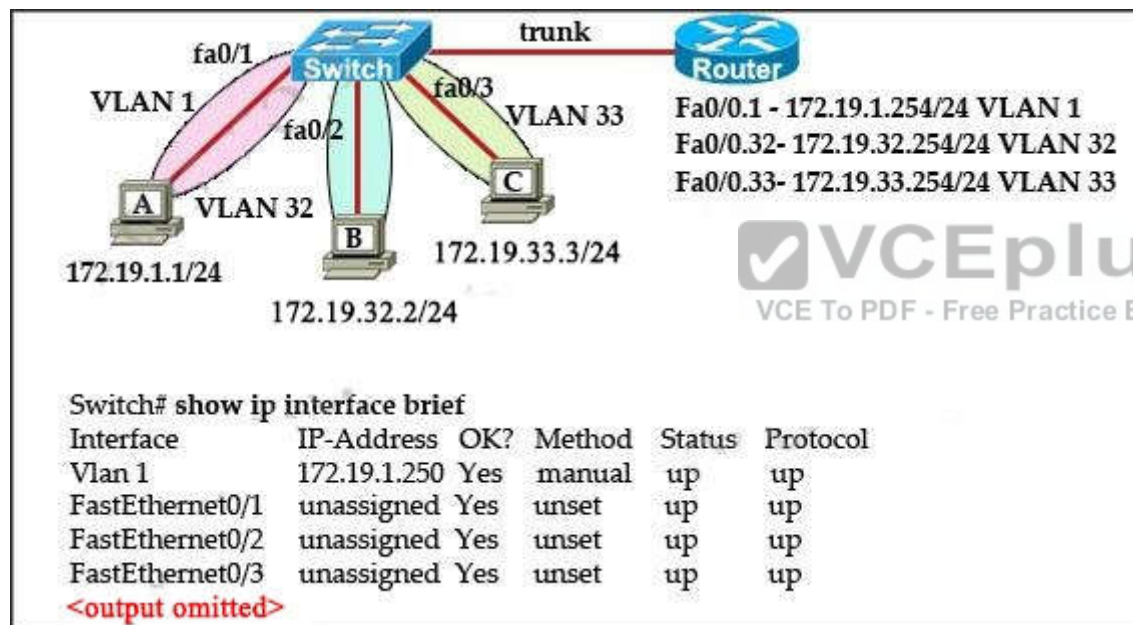 trunk
fa0/1
Switch
Router
fa0/3
VLAN 1
VLAN 33
fa0/2
Fa0/0.1 - 172.19.1.254/24 VLAN 1
Fa0/0.32- 172.19.32.254/24 VLAN 32
Fa0/0.33- 172.19.33.254/24 VLAN 33
A
VLAN 32
B
C
172.19.1.1/24
172.19.33.3/24
172.19.32.2/24
VCEplu
VCE To PDF - Free Practice
Switch# show ip interface brief
Interface IP-Address OK? Method Status Protocol
Vlan 1 172.19.1.250 Yes manual up up
FastEthernet0/1 unassigned Yes unset up up
FastEthernet0/2 unassigned Yes unset up up
FastEthernet0/3 unassigned Yes unset up up
<output omitted>